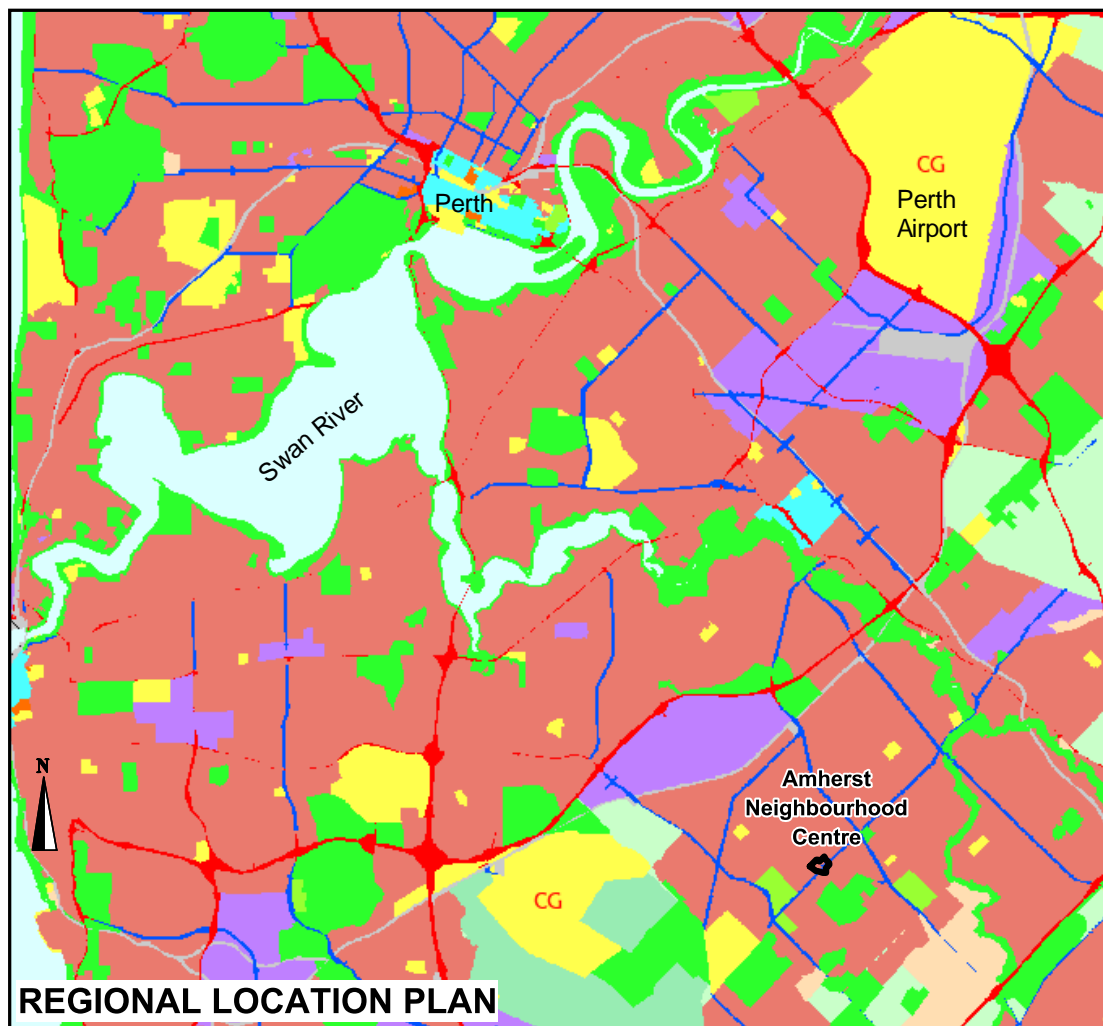 CG
Perth
Perth
Airport
Swan River
N
Amherst
Neighbourhood
Centre
CG
REGIONAL LOCATION PLAN